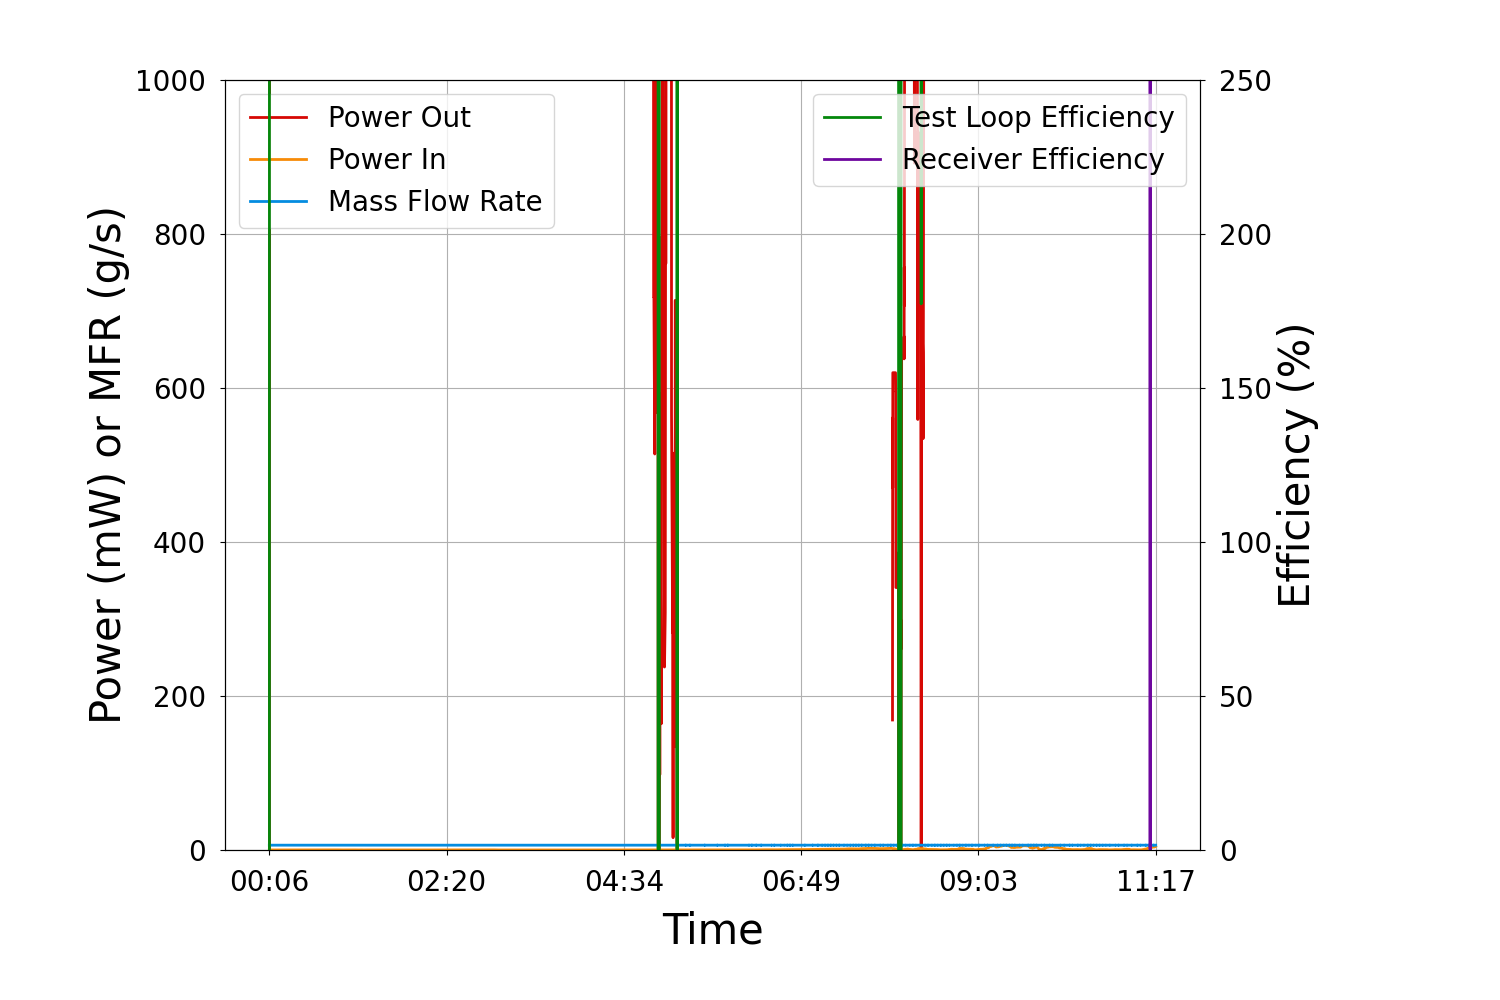 Power (mW) or MFR (g/s)
1000
800
600
400
200
0
Power Out
Power In
Mass Flow Rate
Test Loop Efficiency
Receiver Efficiency
250
200
150
100
50
0
Efficiency (%)
00:06 02:20 04:34 06:49 09:03 11:17
Time